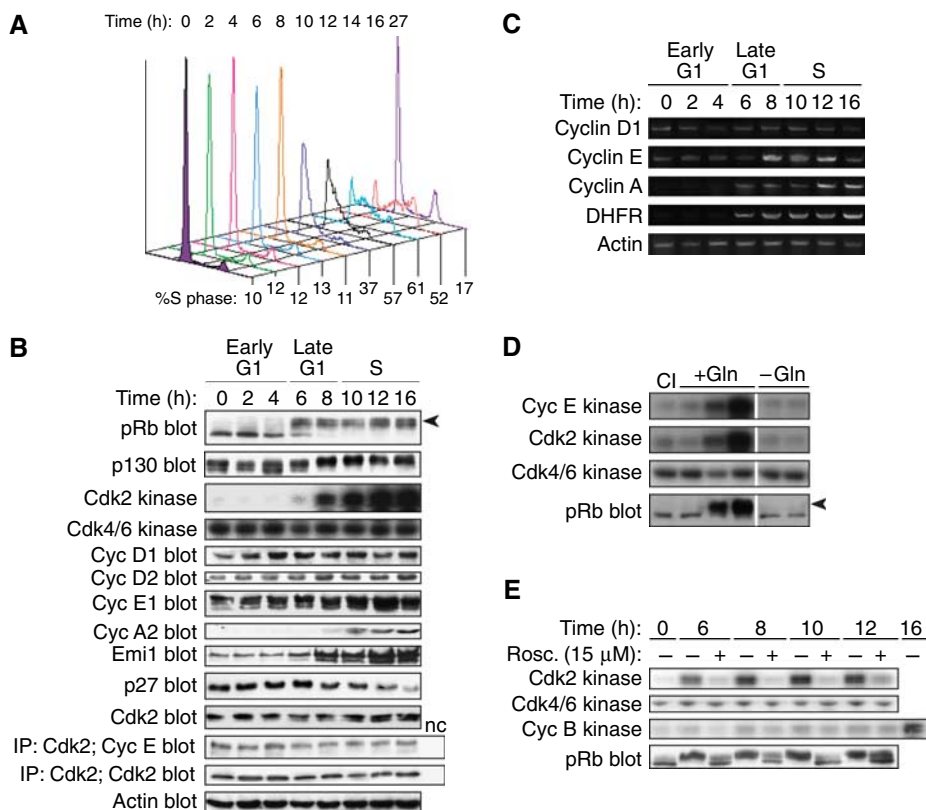 A
Time (h): 0 2 4 6 8 10 12 14 16 27
%S phase: 10 12 12 13 11 37 57 61 52 17
B
Early G1 Late G1 S
Time (h): 0 2 4 6 8 10 12 16
pRb blot
p130 blot
Cdk2 kinase
Cdk4/6 kinase
Cyc D1 blot
Cyc D2 blot
Cyc E1 blot
Cyc A2 blot
Emi1 blot
p27 blot
Cdk2 blot
nc
IP: Cdk2; Cyc E blot
IP: Cdk2; Cdk2 blot
Actin blot
C
Early G1 Late G1 S
Time (h): 0 2 4 6 8 10 12 16
Cyclin D1
Cyclin E
Cyclin A
DHFR
Actin
D
CI +Gln –Gln
Cyc E kinase
Cdk2 kinase
Cdk4/6 kinase
pRb blot
E
Time (h): 0 6 8 10 12 16
Rosc. (15 μM): – – + – + – + – + –
Cdk2 kinase
Cdk4/6 kinase
Cyc B kinase
pRb blot